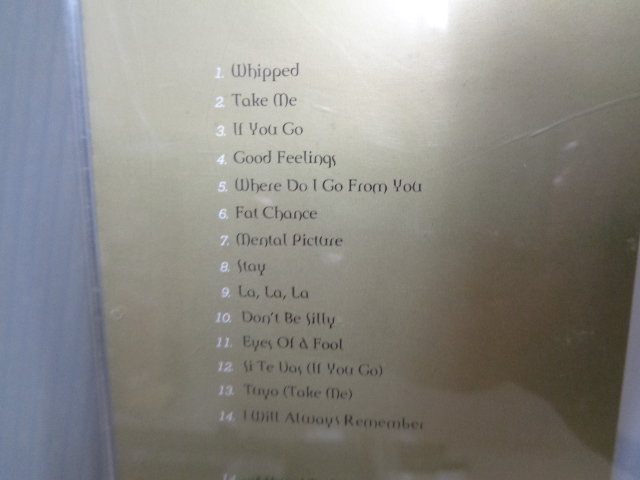 1. Whipped
2 Take Me
3. If You Go
4. Good Feelings
5. Where Do I Go From You
6. Fat Chance
7. Mental Picture
8. Stay
9. La, La, La
10. Don't Be Silly
11. Eyes Of A Fool
12. Si Te Vas (If You Go)
13. Tuyo (Take Me)
14. I Will Always Remember